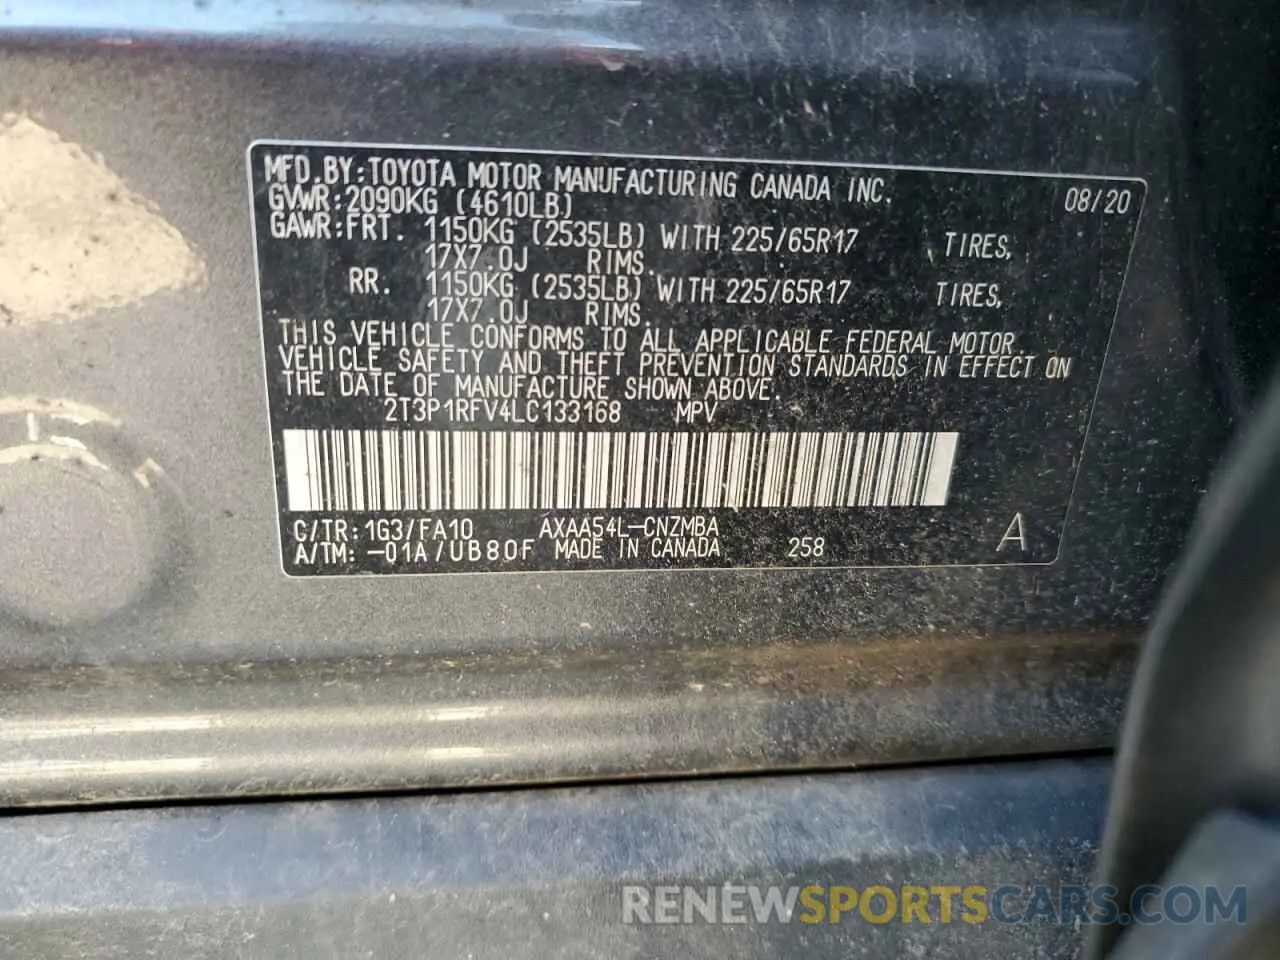 MFD.BY:TOYOTA MOTOR MANUFACTURING CANADA INC. 08/20
GVWR:2090KG (4610LB)
GAWR:FRT. 1150KG (2535LB) WITH 225/65R17 TIRES,
17X7.0J RIMS.
RR. 1150KG (2535LB) WITH 225/65R17 TIRES,
17X7.0J RIMS.
THIS VEHICLE CONFORMS TO ALL APPLICABLE FEDERAL MOTOR
VEHICLE SAFETY AND THEFT PREVENTION STANDARDS IN EFFECT ON
THE DATE OF MANUFACTURE SHOWN ABOVE.
2T3P1RFV4LC133168 MPV
C/TR:1G3/FA10 AXAA54L-CNZMBA
A/TM:-01A/UB80F MADE IN CANADA 258 A
RENEWSPORTSCARS.COM